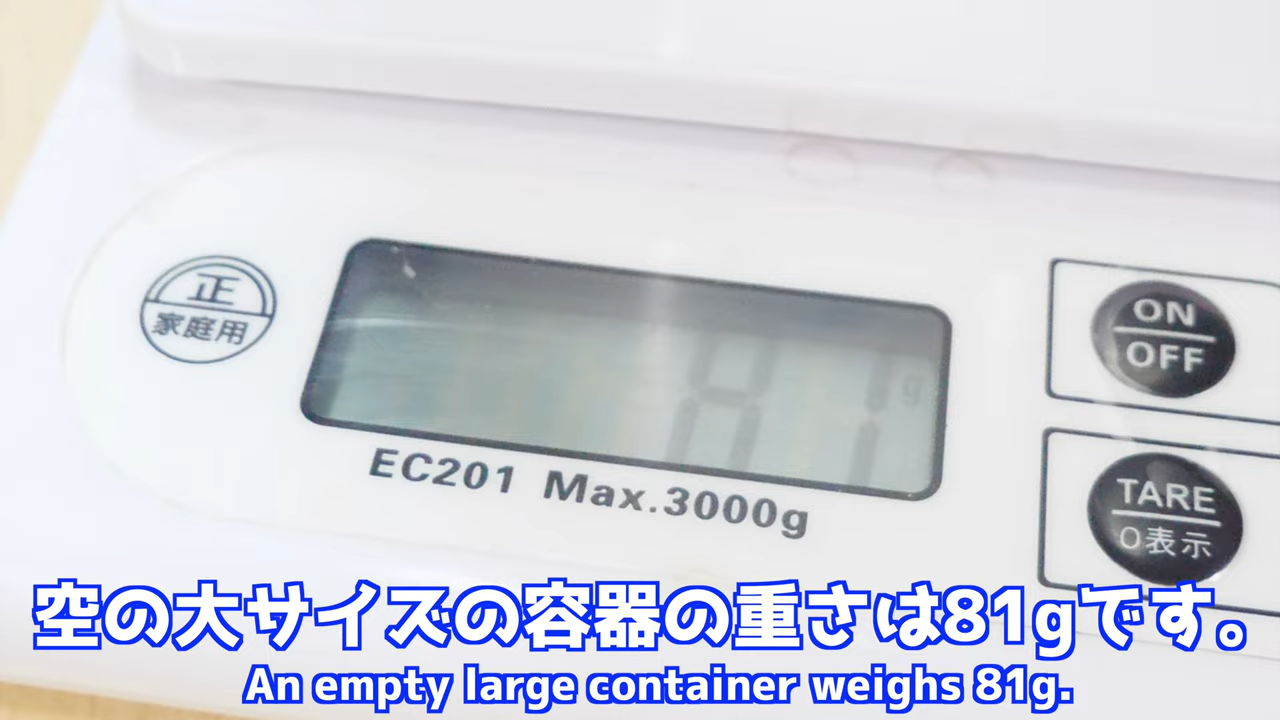 正
家庭用
81g
EC201 Max.3000g
ON
OFF
TARE
0表示
空の大サイズの容器の重さは81gです。
An empty large container weighs 81g.